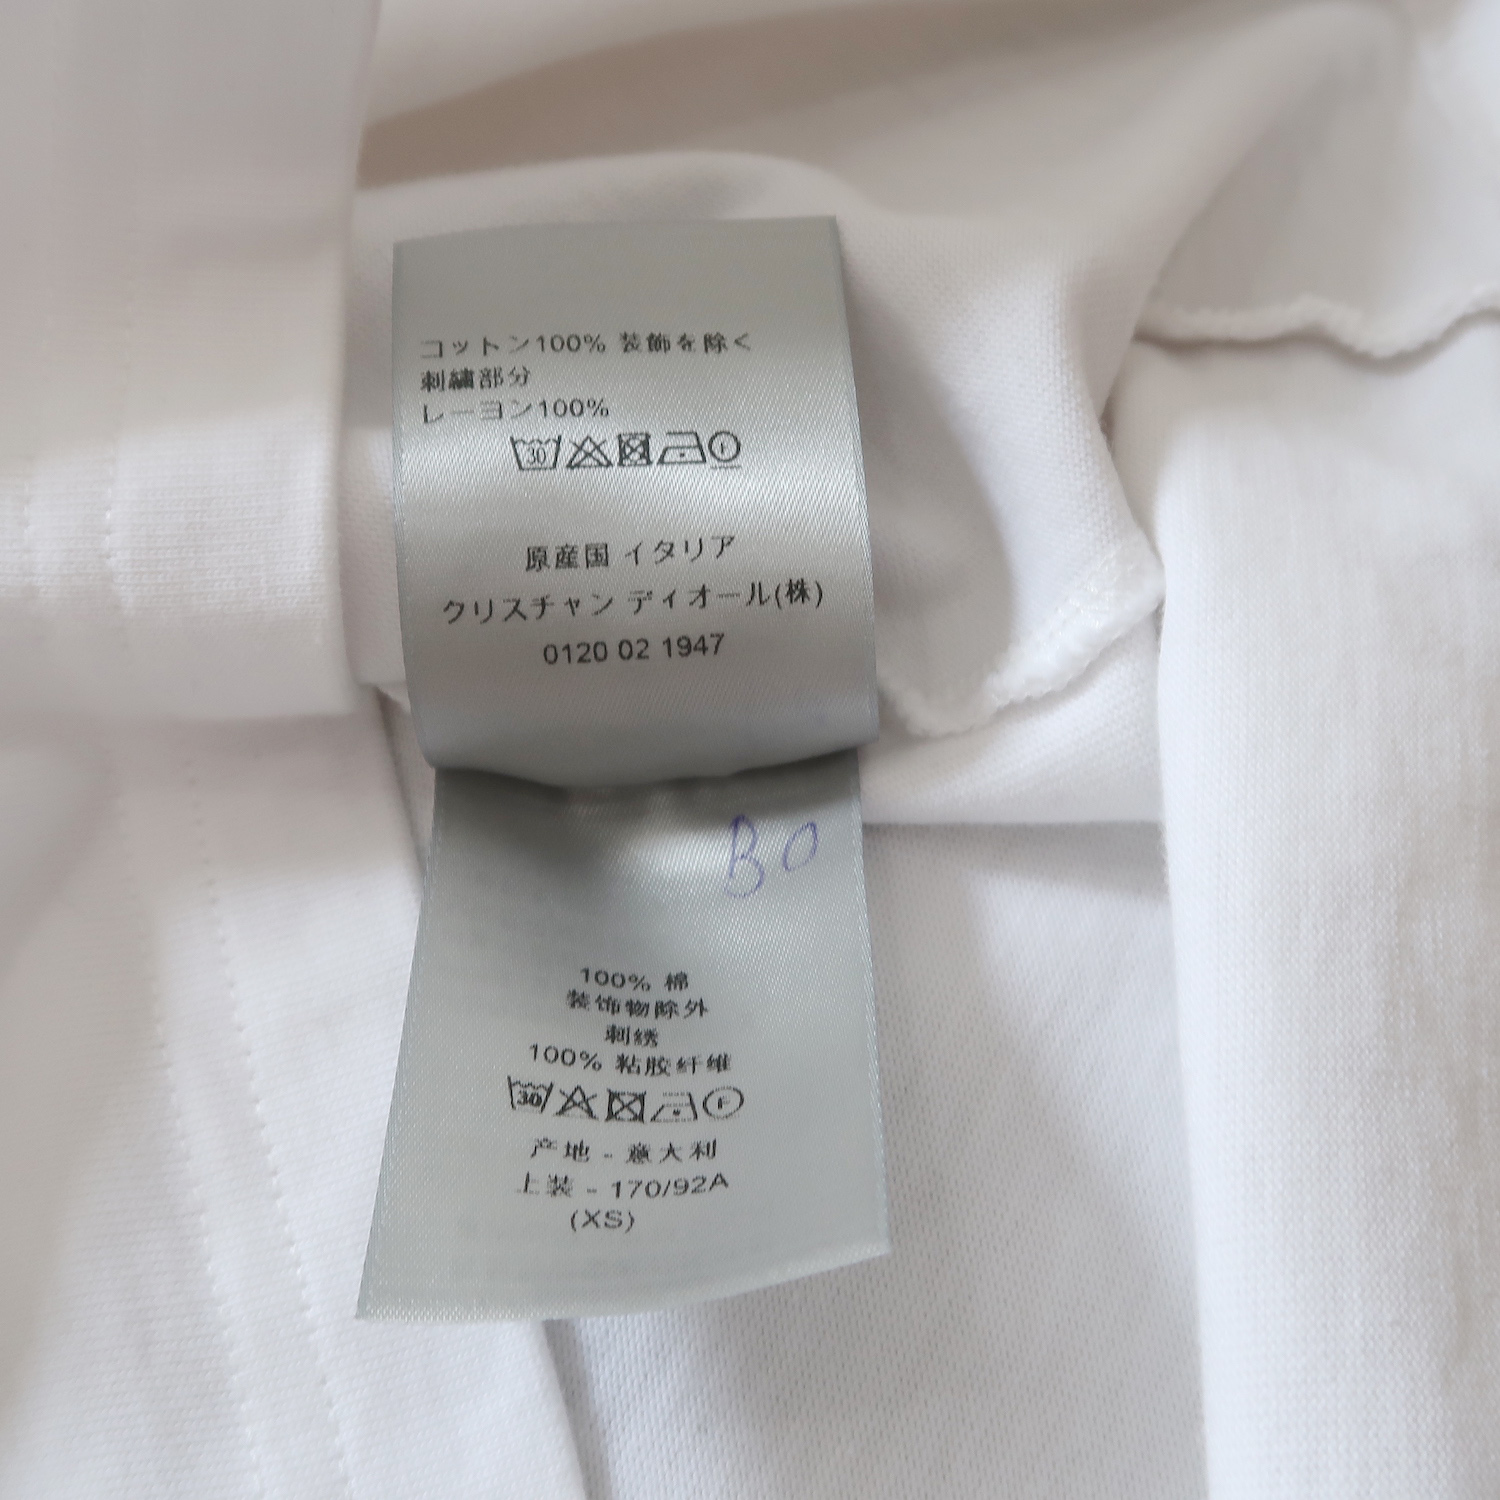 コットン100% 装飾を除く
刺繍部分
レーヨン100%
30 F
原産国 イタリア
クリスチャン ディオール(株)
0120 02 1947
BO
100% 棉
装饰物除外
刺绣
100% 粘胶纤维
30 F
产地 - 意大利
上装 - 170/92A
(XS)